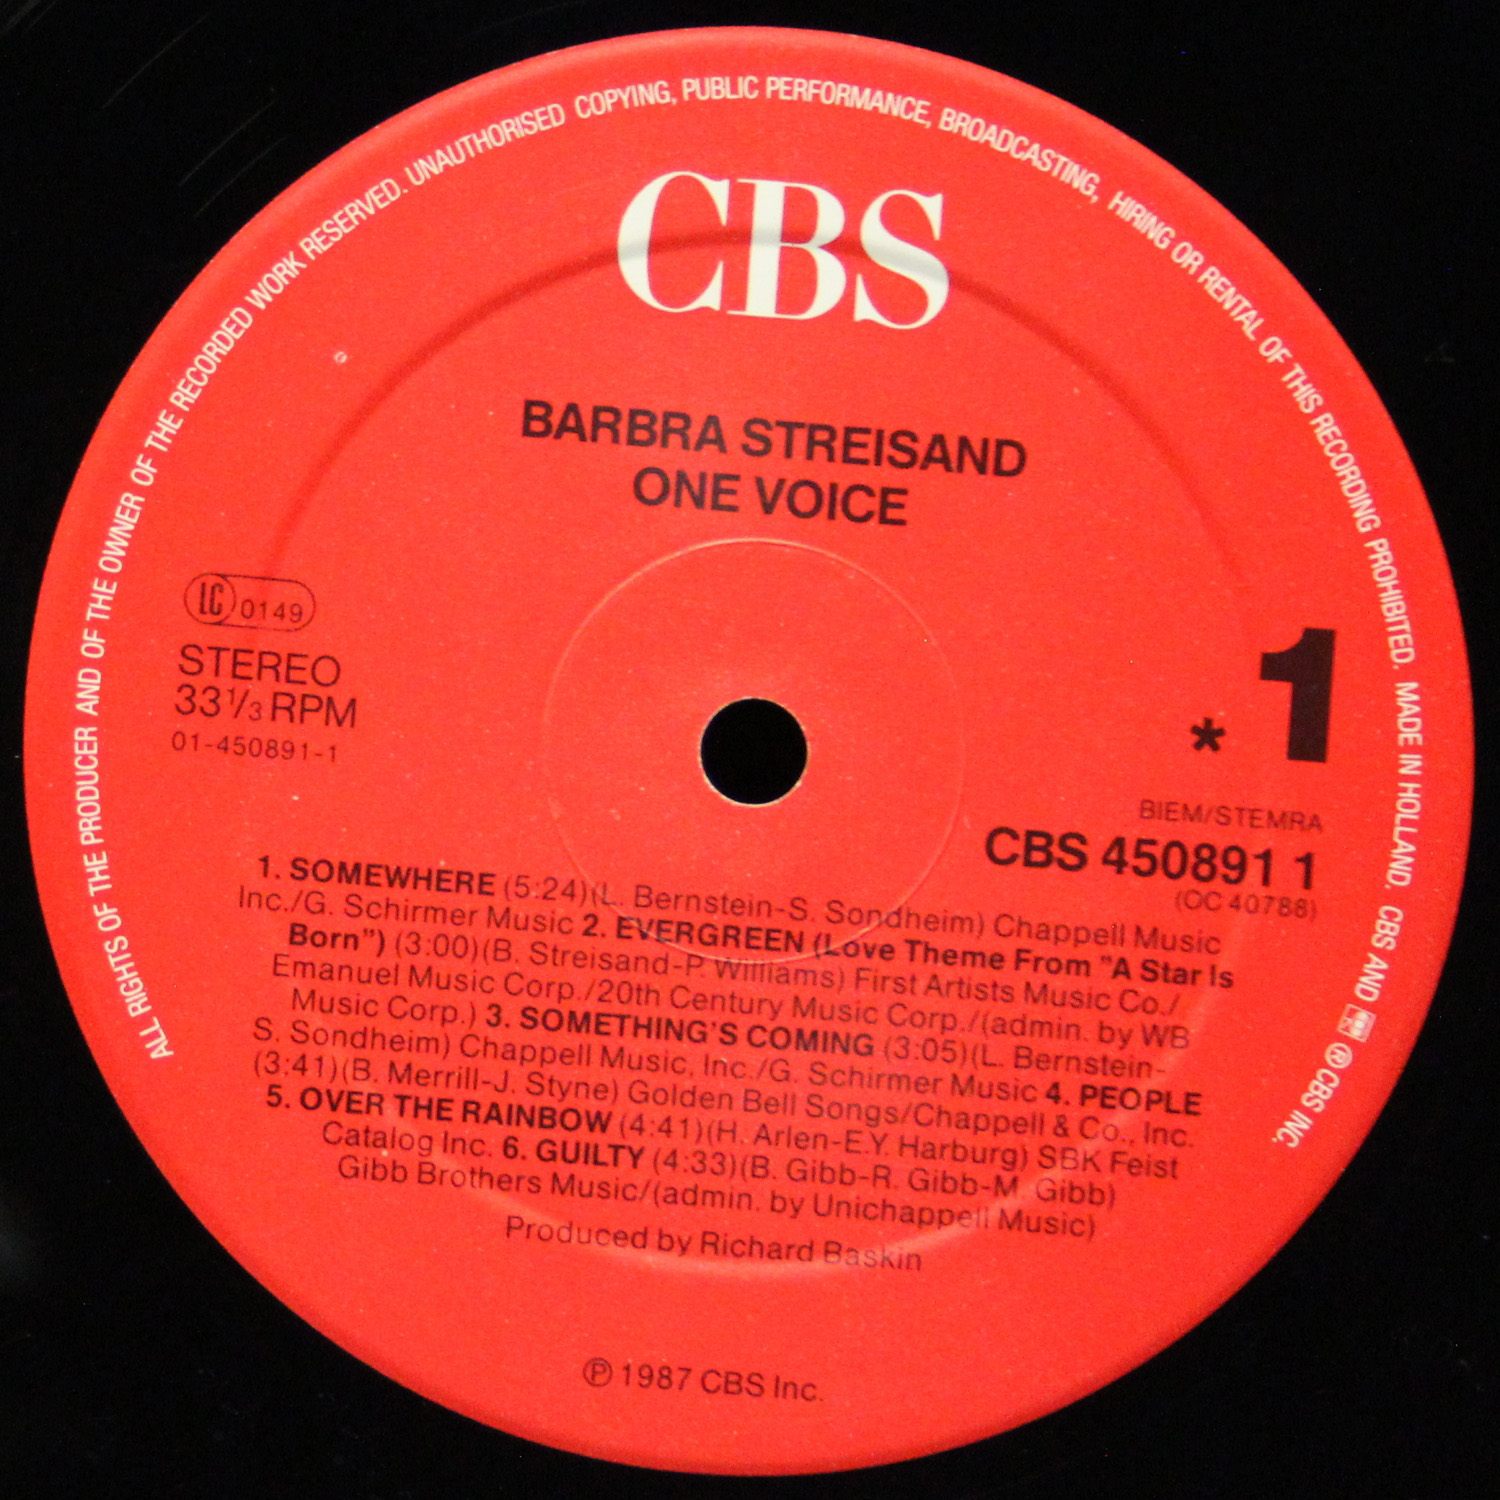 ALL RIGHTS OF THE PRODUCER AND OF THE OWNER OF THE RECORDED WORK RESERVED. UNAUTHORISED COPYING, PUBLIC PERFORMANCE, BROADCASTING, HIRING OR RENTAL OF THIS RECORDING PROHIBITED. MADE IN HOLLAND. CBS AND ® CBS INC.
CBS
BARBRA STREISAND
ONE VOICE
LC 0149
STEREO
33 1/3 RPM
01-450891-1
* 1
BIEM/STEMRA
CBS 450891 1
(OC 40788)
1. SOMEWHERE (5:24)(L. Bernstein-S. Sondheim) Chappell Music
Inc./G. Schirmer Music 2. EVERGREEN (Love Theme From "A Star Is
Born") (3:00)(B. Streisand-P. Williams) First Artists Music Co./
Emanuel Music Corp./20th Century Music Corp./(admin. by WB
Music Corp.) 3. SOMETHING'S COMING (3:05)(L. Bernstein-
S. Sondheim) Chappell Music, Inc./G. Schirmer Music 4. PEOPLE
(3:41)(B. Merrill-J. Styne) Golden Bell Songs/Chappell & Co., Inc.
5. OVER THE RAINBOW (4:41)(H. Arlen-E.Y. Harburg) SBK Feist
Catalog Inc. 6. GUILTY (4:33)(B. Gibb-R. Gibb-M. Gibb)
Gibb Brothers Music/(admin. by Unichappell Music)
Produced by Richard Baskin
℗ 1987 CBS Inc.